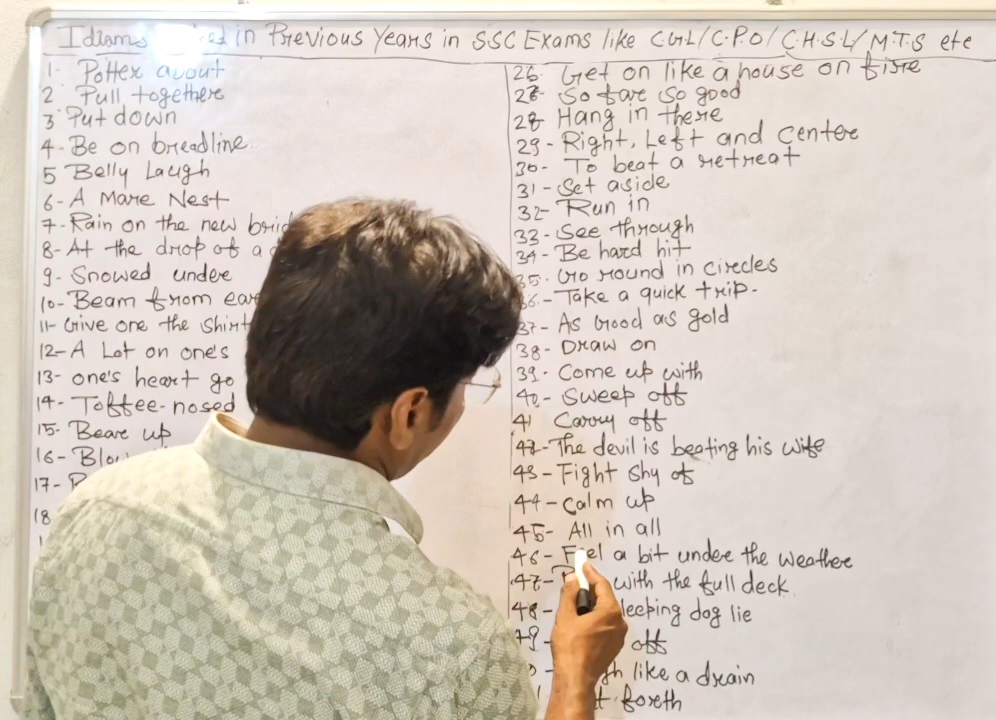 Idioms in Previous Years in SSC Exams like CGL/C.P.O/C.H.S.L/M.T.S etc
1- Potter about
2 Pull together
3 Put down
4- Be on breadline
5 Belly Laugh
6- A Mare Nest
7- Rain on the new
8- At the drop of a
9- Snowed under
10- Beam from ear
11- Give one the shirt
12- A Lot on one's
13- one's heart go
14- Toffee-nosed
15- Bear up
16-
17-
18
26- Get on like a house on fire
27- So far so good
28 Hang in there
29- Right, Left and center
30- To beat a retreat
31- Set aside
32- Run in
33- See through
34- Be hard hit
35- Go round in circles
36- Take a quick trip-
37- As Good as gold
38- Draw on
39- Come up with
40- Sweep off
41 Carry off
42- The devil is beating his wife
43- Fight shy of
44- Calm up
45- All in all
46- Feel a bit under the weather
47- with the full deck.
48- dog lie
49 off
like a drain
forth